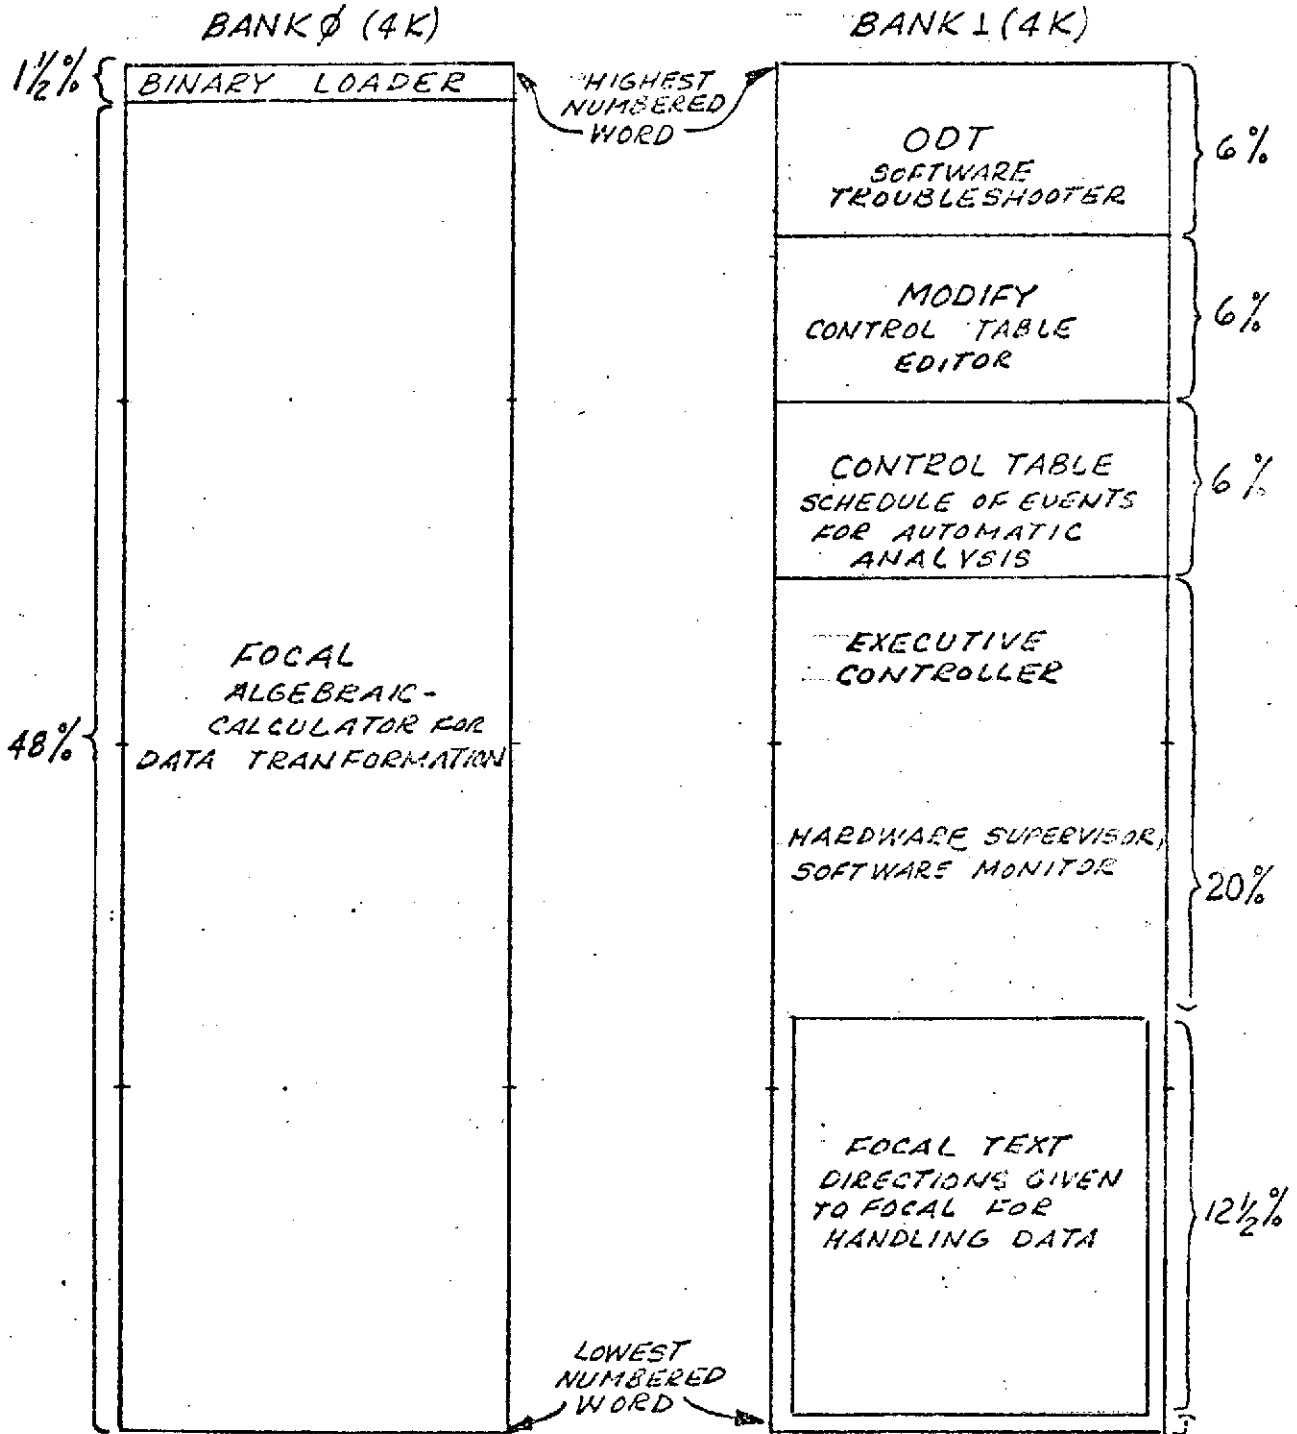 BANK Ø (4K)
BANK 1 (4K)
1½%
BINARY LOADER
HIGHEST
NUMBERED
WORD
ODT
SOFTWARE
TROUBLESHOOTER
6%
MODIFY
CONTROL TABLE
EDITOR
6%
CONTROL TABLE
SCHEDULE OF EVENTS
FOR AUTOMATIC
ANALYSIS
6%
FOCAL
ALGEBRAIC-
CALCULATOR FOR
DATA TRANFORMATION
48%
EXECUTIVE
CONTROLLER
HARDWARE SUPERVISOR,
SOFTWARE MONITOR
20%
FOCAL TEXT
DIRECTIONS GIVEN
TO FOCAL FOR
HANDLING DATA
12½%
LOWEST
NUMBERED
WORD